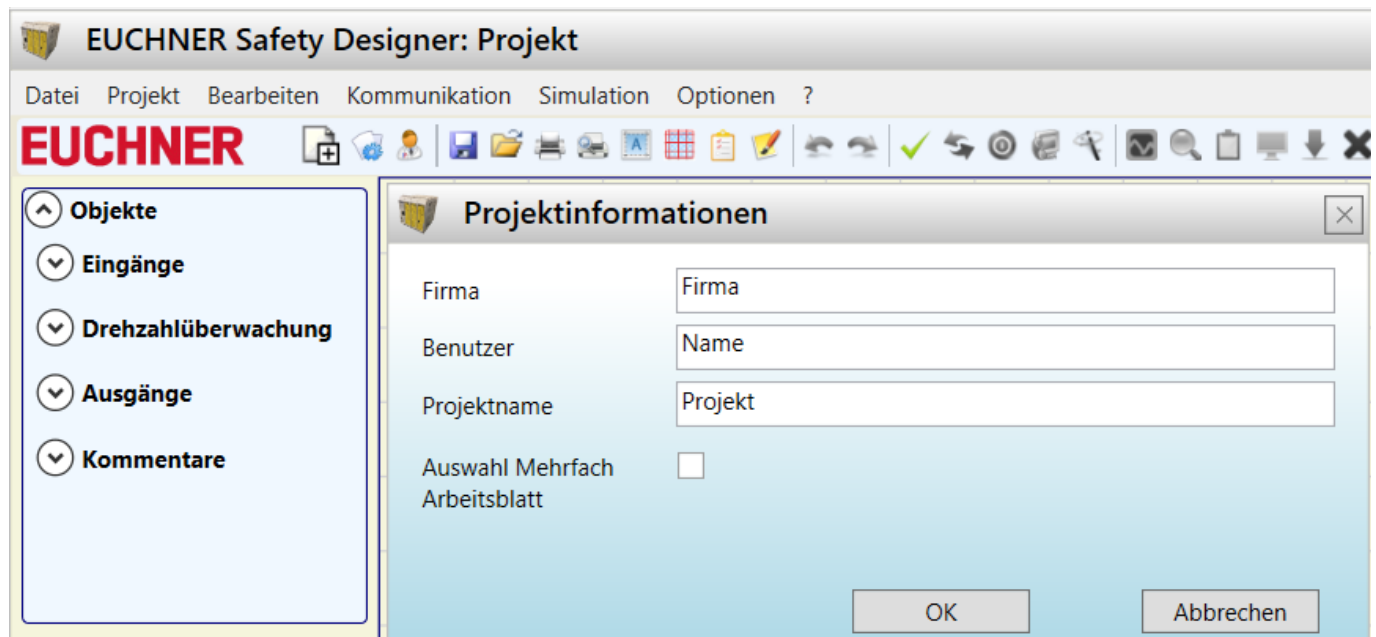 EUCHNER Safety Designer: Projekt
Datei Projekt Bearbeiten Kommunikation Simulation Optionen ?
EUCHNER
Objekte
Eingänge
Drehzahlüberwachung
Ausgänge
Kommentare
Projektinformationen
Firma Firma
Benutzer Name
Projektname Projekt
Auswahl Mehrfach
Arbeitsblatt
OK Abbrechen